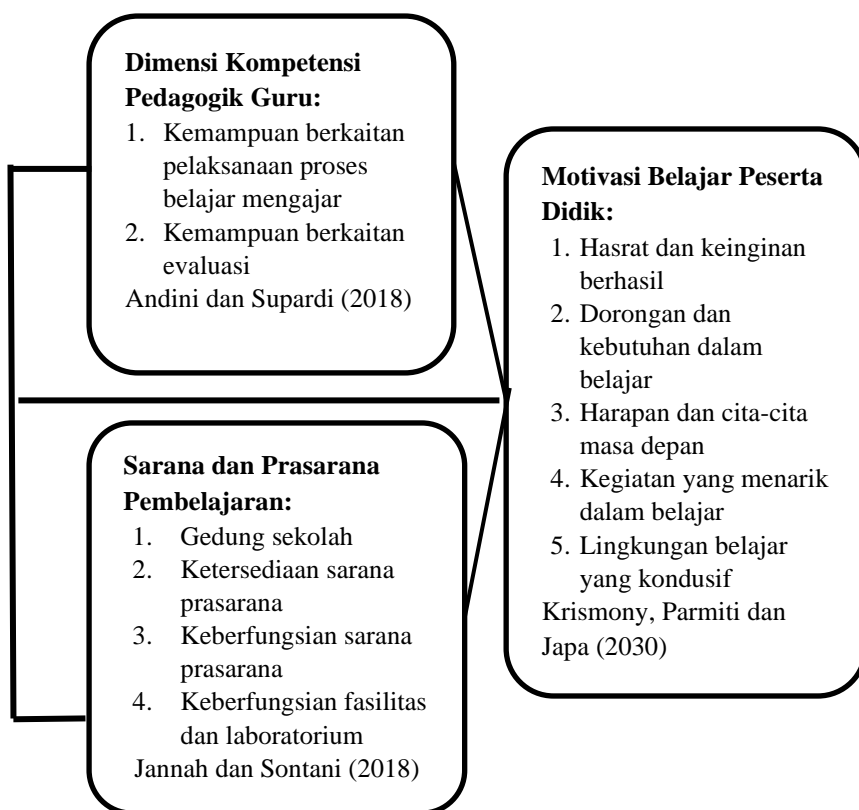 Dimensi Kompetensi
Pedagogik Guru:
1. Kemampuan berkaitan
pelaksanaan proses
belajar mengajar
2. Kemampuan berkaitan
evaluasi
Andini dan Supardi (2018)
Sarana dan Prasarana
Pembelajaran:
1. Gedung sekolah
2. Ketersediaan sarana
prasarana
3. Keberfungsian sarana
prasarana
4. Keberfungsian fasilitas
dan laboratorium
Jannah dan Sontani (2018)
Motivasi Belajar Peserta
Didik:
1. Hasrat dan keinginan
berhasil
2. Dorongan dan
kebutuhan dalam
belajar
3. Harapan dan cita-cita
masa depan
4. Kegiatan yang menarik
dalam belajar
5. Lingkungan belajar
yang kondusif
Krismony, Parmiti dan
Japa (2030)